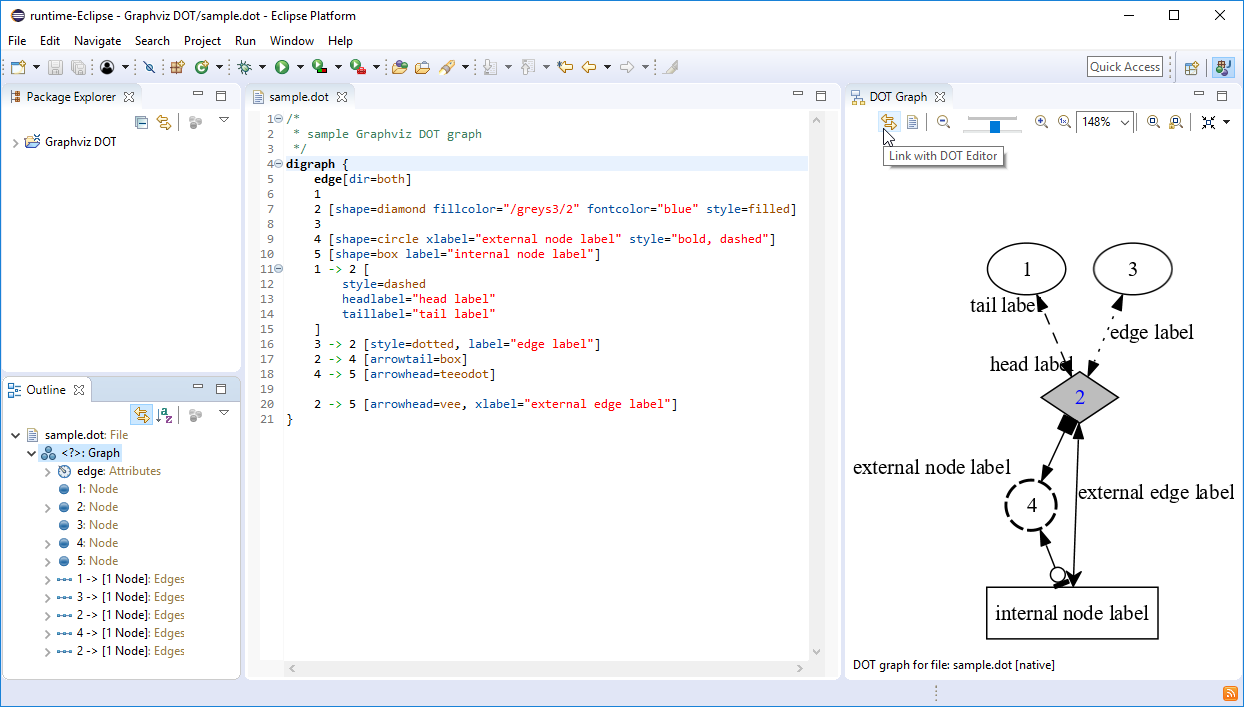 runtime-Eclipse - Graphviz DOT/sample.dot - Eclipse Platform
File Edit Navigate Search Project Run Window Help
Quick Access
Package Explorer
Graphviz DOT
Outline
sample.dot: File
<?>: Graph
edge: Attributes
1: Node
2: Node
3: Node
4: Node
5: Node
1 -> [1 Node]: Edges
3 -> [1 Node]: Edges
2 -> [1 Node]: Edges
4 -> [1 Node]: Edges
2 -> [1 Node]: Edges
sample.dot
1 /*
2  * sample Graphviz DOT graph
3  */
4 digraph {
5     edge[dir=both]
6     1
7     2 [shape=diamond fillcolor="/greys3/2" fontcolor="blue" style=filled]
8     3
9     4 [shape=circle xlabel="external node label" style="bold, dashed"]
10     5 [shape=box label="internal node label"]
11     1 -> 2 [
12         style=dashed
13         headlabel="head label"
14         taillabel="tail label"
15     ]
16     3 -> 2 [style=dotted, label="edge label"]
17     2 -> 4 [arrowtail=box]
18     4 -> 5 [arrowhead=teeodot]
19
20     2 -> 5 [arrowhead=vee, xlabel="external edge label"]
21 }
DOT Graph
148%
Link with DOT Editor
1 3
tail label
edge label
head label
2
external node label
external edge label
4
internal node label
DOT graph for file: sample.dot [native]